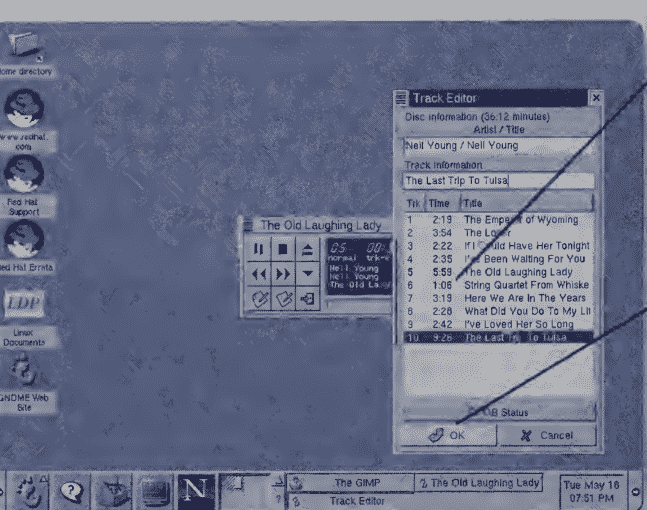 Home directory
www.redhat.
com
Red Hat
Support
Red Hat Errata
LDP
Linux
Documents
GNOME Web
Site
The Old Laughing Lady
05
normal
Neil Young
Neil Young
The Old
Track Editor
Disc Information (36:12 minutes)
Artist / Title
Neil Young / Neil Young
Track Information
The Last Trip To Tulsa
Trk Time Title
1 2:19 The Emperor of Wyoming
2 3:54 The Loner
3 2:22 If I Could Have Her Tonight
4 2:35 I've Been Waiting For You
5 5:59 The Old Laughing Lady
6 1:06 String Quartet From Whiske
7 3:19 Here We Are In The Years
8 2:28 What Did You Do To My Lif
9 2:42 I've Loved Her So Long
10 9:26 The Last Trip To Tulsa
Status
OK
Cancel
N
The GIMP
The Old Laughing Lady
Track Editor
Tue May 16
07:51 PM